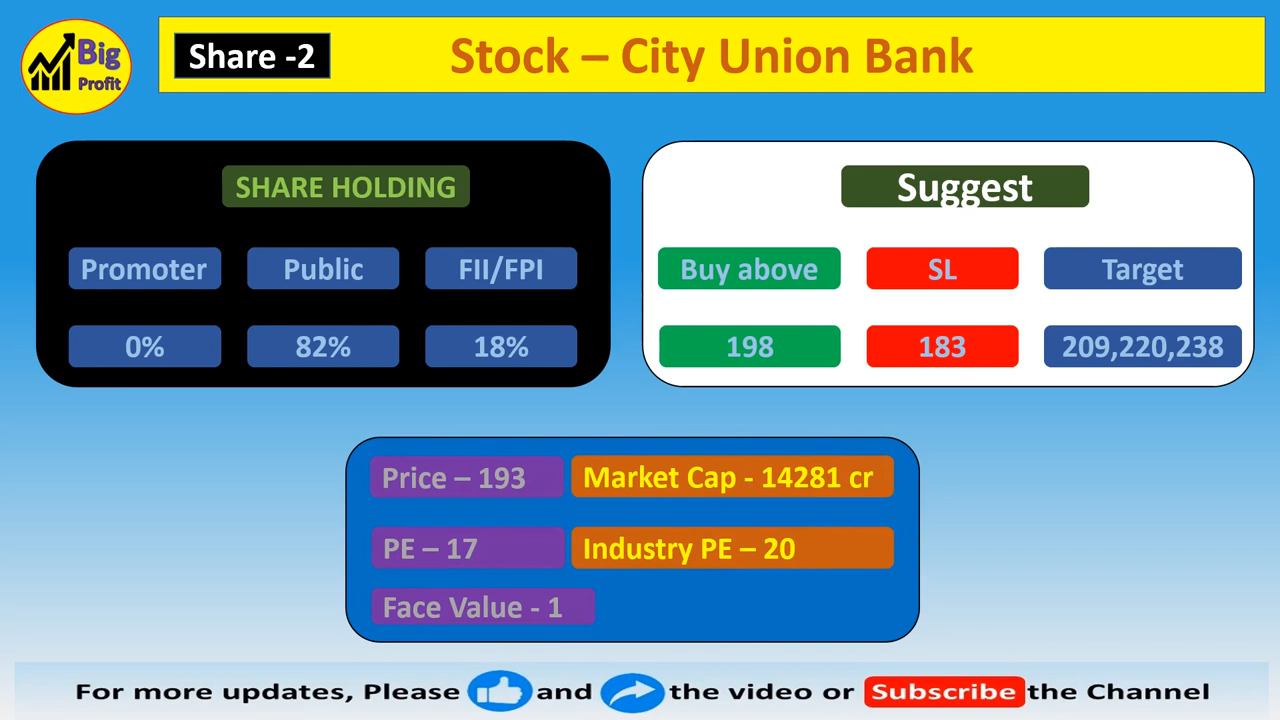 Big
Profit
Share -2
Stock – City Union Bank
SHARE HOLDING
Promoter Public FII/FPI
0% 82% 18%
Suggest
Buy above SL Target
198 183 209,220,238
Price – 193 Market Cap - 14281 cr
PE – 17 Industry PE – 20
Face Value - 1
For more updates, Please and the video or Subscribe the Channel